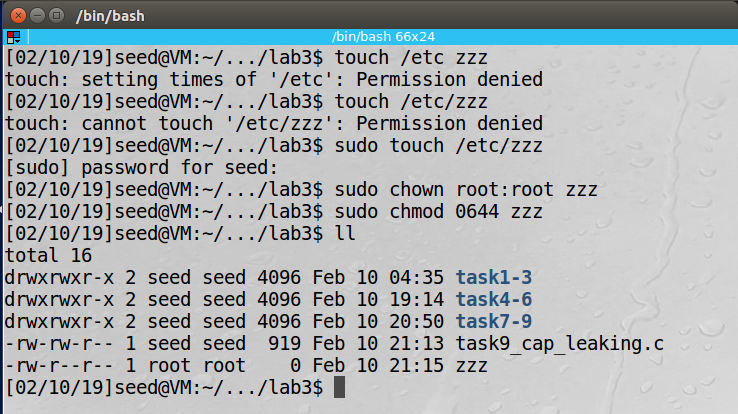 /bin/bash
/bin/bash 66x24
[02/10/19]seed@VM:~/.../lab3$ touch /etc zzz
touch: setting times of '/etc': Permission denied
[02/10/19]seed@VM:~/.../lab3$ touch /etc/zzz
touch: cannot touch '/etc/zzz': Permission denied
[02/10/19]seed@VM:~/.../lab3$ sudo touch /etc/zzz
[sudo] password for seed:
[02/10/19]seed@VM:~/.../lab3$ sudo chown root:root zzz
[02/10/19]seed@VM:~/.../lab3$ sudo chmod 0644 zzz
[02/10/19]seed@VM:~/.../lab3$ ll
total 16
drwxrwxr-x 2 seed seed 4096 Feb 10 04:35 task1-3
drwxrwxr-x 2 seed seed 4096 Feb 10 19:14 task4-6
drwxrwxr-x 2 seed seed 4096 Feb 10 20:50 task7-9
-rw-rw-r-- 1 seed seed  919 Feb 10 21:13 task9_cap_leaking.c
-rw-r--r-- 1 root root    0 Feb 10 21:15 zzz
[02/10/19]seed@VM:~/.../lab3$